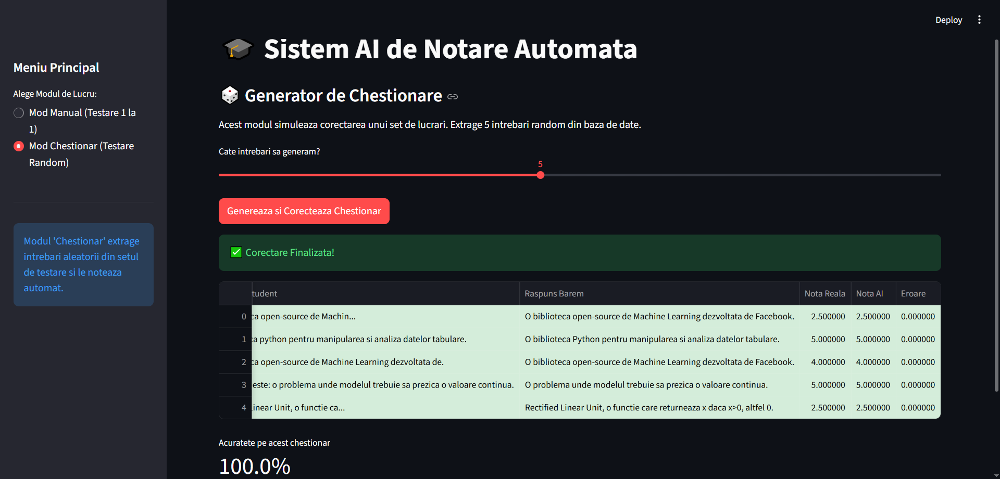 Deploy
Meniu Principal
Alege Modul de Lucru:
Mod Manual (Testare 1 la
1)
Mod Chestionar (Testare
Random)
Modul 'Chestionar' extrage
intrebari aleatorii din setul
de testare si le noteaza
automat.
Sistem AI de Notare Automata
Generator de Chestionare
Acest modul simuleaza corectarea unui set de lucrari. Extrage 5 intrebari random din baza de date.
Cate intrebari sa generam?
5
Genereaza si Corecteaza Chestionar
Corectare Finalizata!
tudent Raspuns Barem Nota Reala Nota AI Eroare
0 ca open-source de Machin... O biblioteca open-source de Machine Learning dezvoltata de Facebook. 2.500000 2.500000 0.000000
1 ca python pentru manipularea si analiza datelor tabulare. O biblioteca Python pentru manipularea si analiza datelor tabulare. 5.000000 5.000000 0.000000
2 ca open-source de Machine Learning dezvoltata de. O biblioteca open-source de Machine Learning dezvoltata de Facebook. 4.000000 4.000000 0.000000
3 este: o problema unde modelul trebuie sa prezica o valoare continua. O problema unde modelul trebuie sa prezica o valoare continua. 5.000000 5.000000 0.000000
4 Linear Unit, o functie ca... Rectified Linear Unit, o functie care returneaza x daca x>0, altfel 0. 2.500000 2.500000 0.000000
Acuratete pe acest chestionar
100.0%